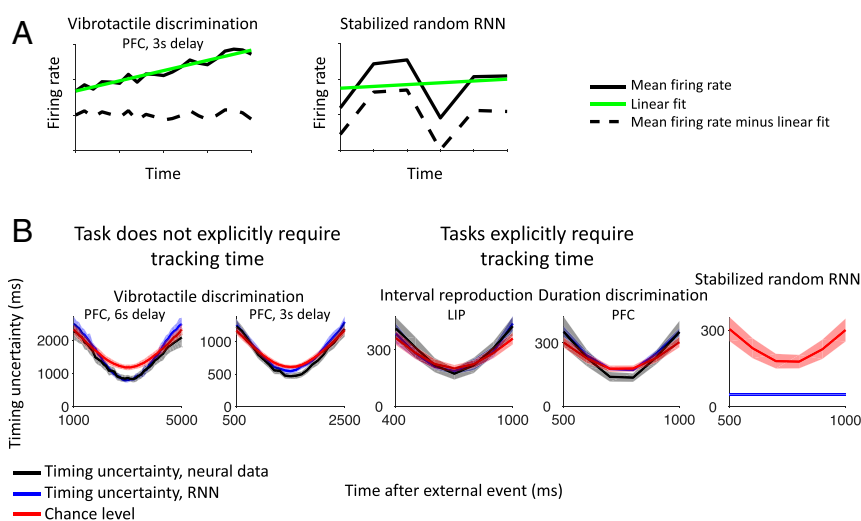 A
Vibrotactile discrimination
PFC, 3s delay
Firing rate
Time
Stabilized random RNN
Firing rate
Time
Mean firing rate
Linear fit
Mean firing rate minus linear fit
B
Task does not explicitly require
tracking time
Tasks explicitly require
tracking time
Timing uncertainty (ms)
Vibrotactile discrimination
PFC, 6s delay
2000
1000
0
1000
5000
PFC, 3s delay
1000
500
0
500
2500
Interval reproduction
LIP
300
0
400
1000
Duration discrimination
PFC
300
0
500
1000
Stabilized random RNN
300
0
500
1000
Timing uncertainty, neural data
Timing uncertainty, RNN
Chance level
Time after external event (ms)